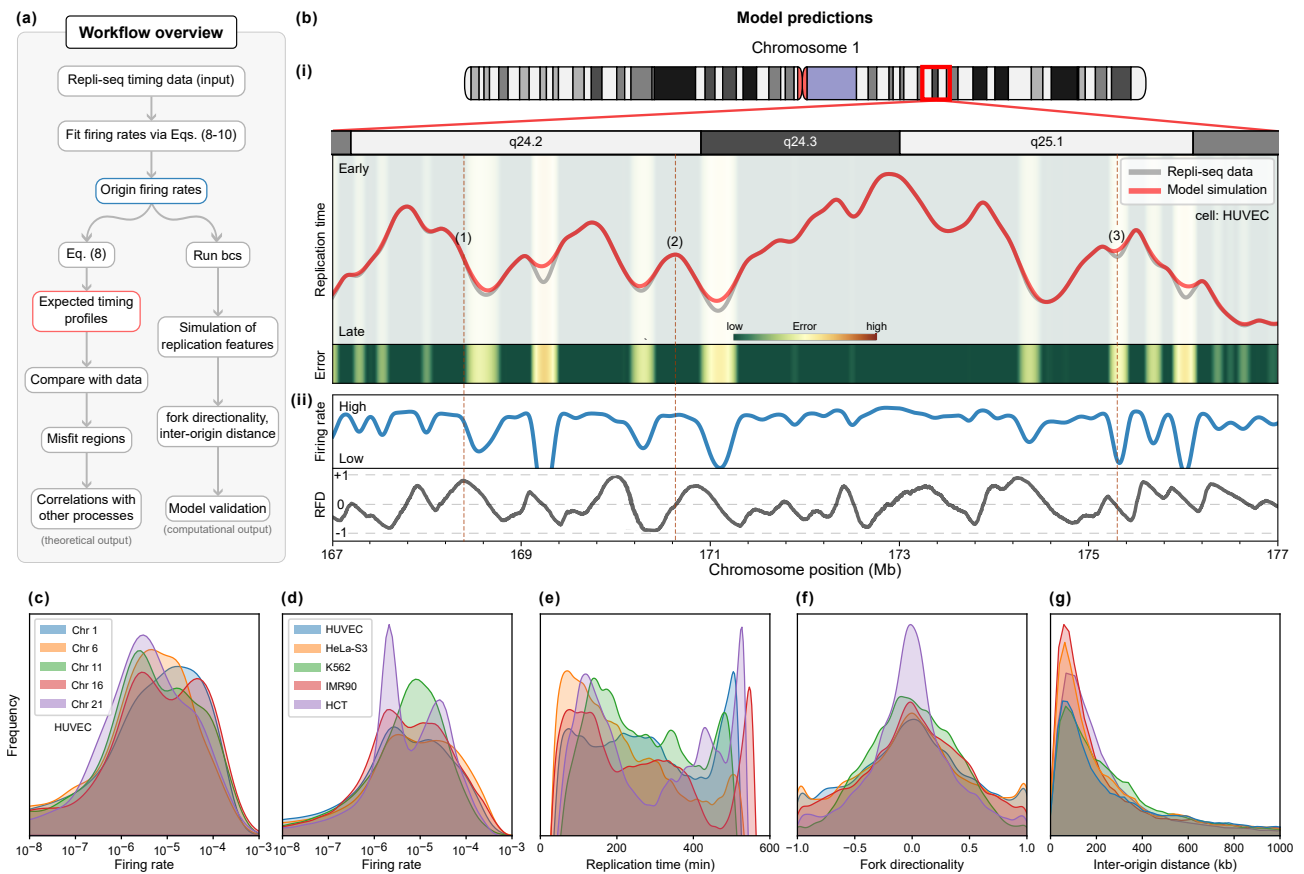 (a)
Workflow overview
Repli-seq timing data (input)
Fit firing rates via Eqs. (8-10)
Origin firing rates
Eq. (8)
Run bcs
Expected timing
profiles
Simulation of
replication features
Compare with data
fork directionality,
inter-origin distance
Misfit regions
Correlations with
other processes
Model validation
(theoretical output)
(computational output)
(b)
Model predictions
Chromosome 1
(i)
q24.2
q24.3
q25.1
Early
Repli-seq data
Model simulation
cell: HUVEC
Replication time
(1)
(2)
(3)
Late
low
Error
high
Error
(ii)
High
Firing rate
Low
+1
RFD
0
-1
167
169
171
173
175
177
Chromosome position (Mb)
(c)
Chr 1
Chr 6
Chr 11
Chr 16
Chr 21
HUVEC
Frequency
10−8
10−7
10−6
10−5
10−4
10−3
Firing rate
(d)
HUVEC
HeLa-S3
K562
IMR90
HCT
10−8
10−7
10−6
10−5
10−4
10−3
Firing rate
(e)
0
200
400
600
Replication time (min)
(f)
−1.0
−0.5
0.0
0.5
1.0
Fork directionality
(g)
0
200
400
600
800
1000
Inter-origin distance (kb)